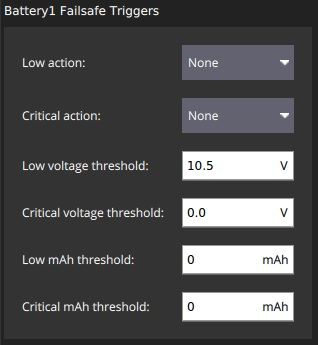 Battery1 Failsafe Triggers
Low action: None
Critical action: None
Low voltage threshold: 10.5 V
Critical voltage threshold: 0.0 V
Low mAh threshold: 0 mAh
Critical mAh threshold: 0 mAh